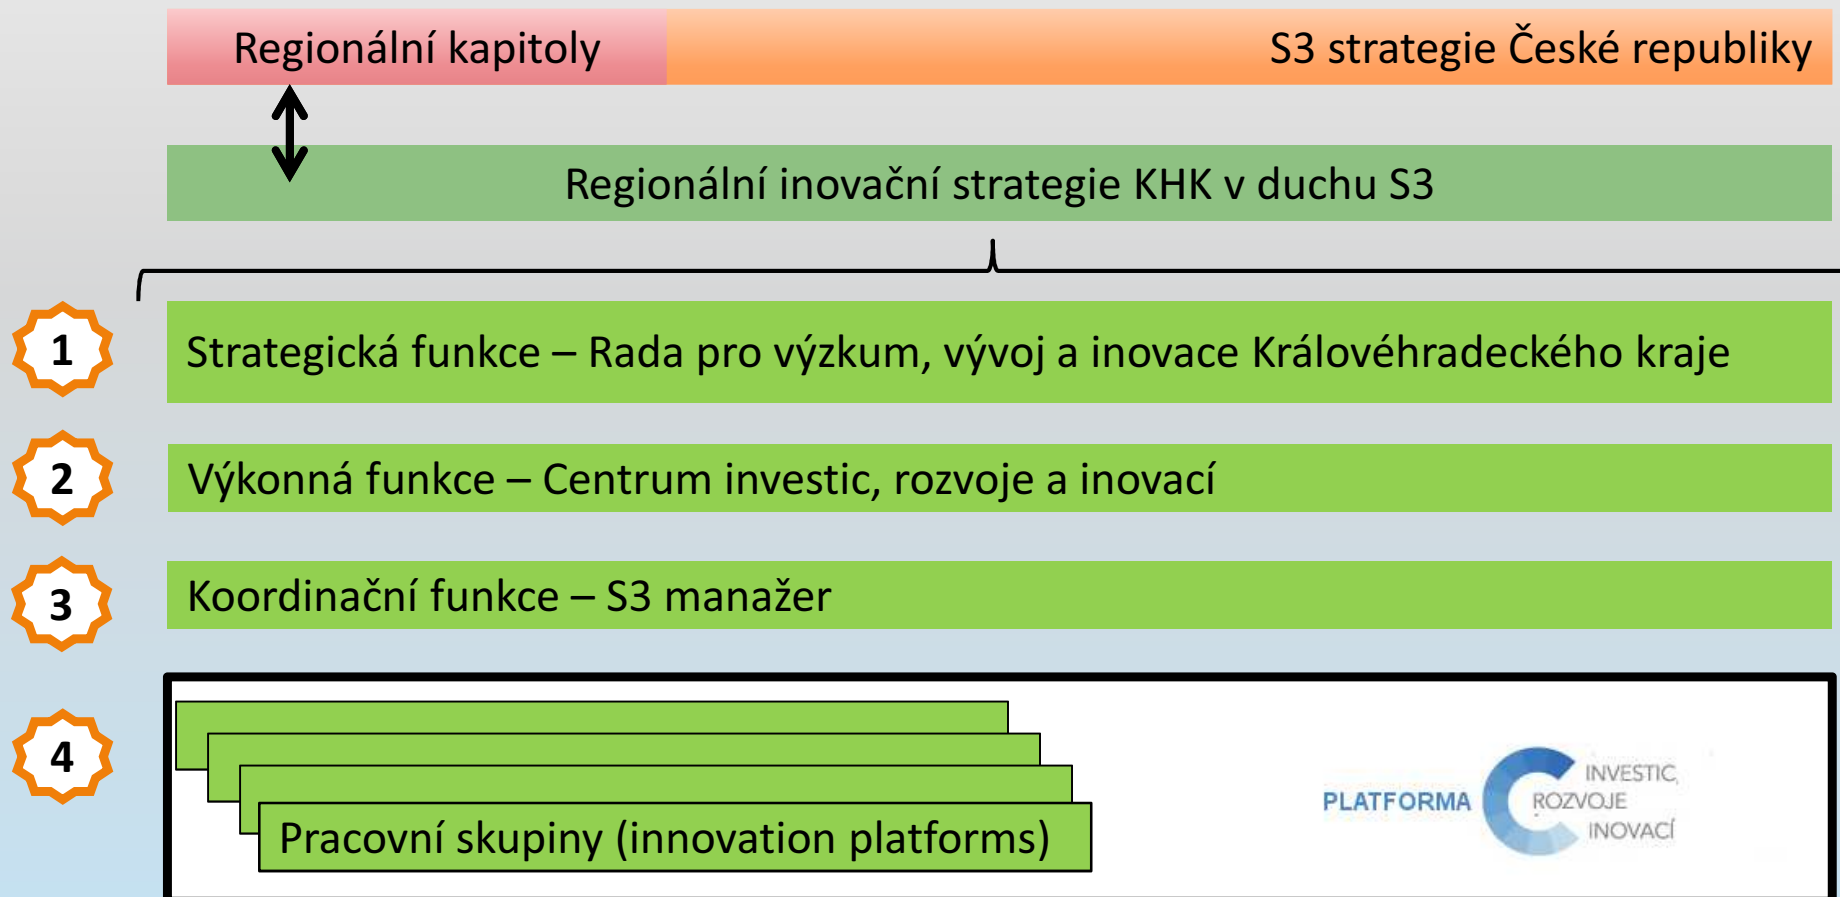 Regionální kapitoly
S3 strategie České republiky
Regionální inovační strategie KHK v duchu S3
1
Strategická funkce – Rada pro výzkum, vývoj a inovace Královéhradeckého kraje
2
Výkonná funkce – Centrum investic, rozvoje a inovací
3
Koordinační funkce – S3 manažer
4
Pracovní skupiny (innovation platforms)
PLATFORMA
INVESTIC,
ROZVOJE
INOVACÍ